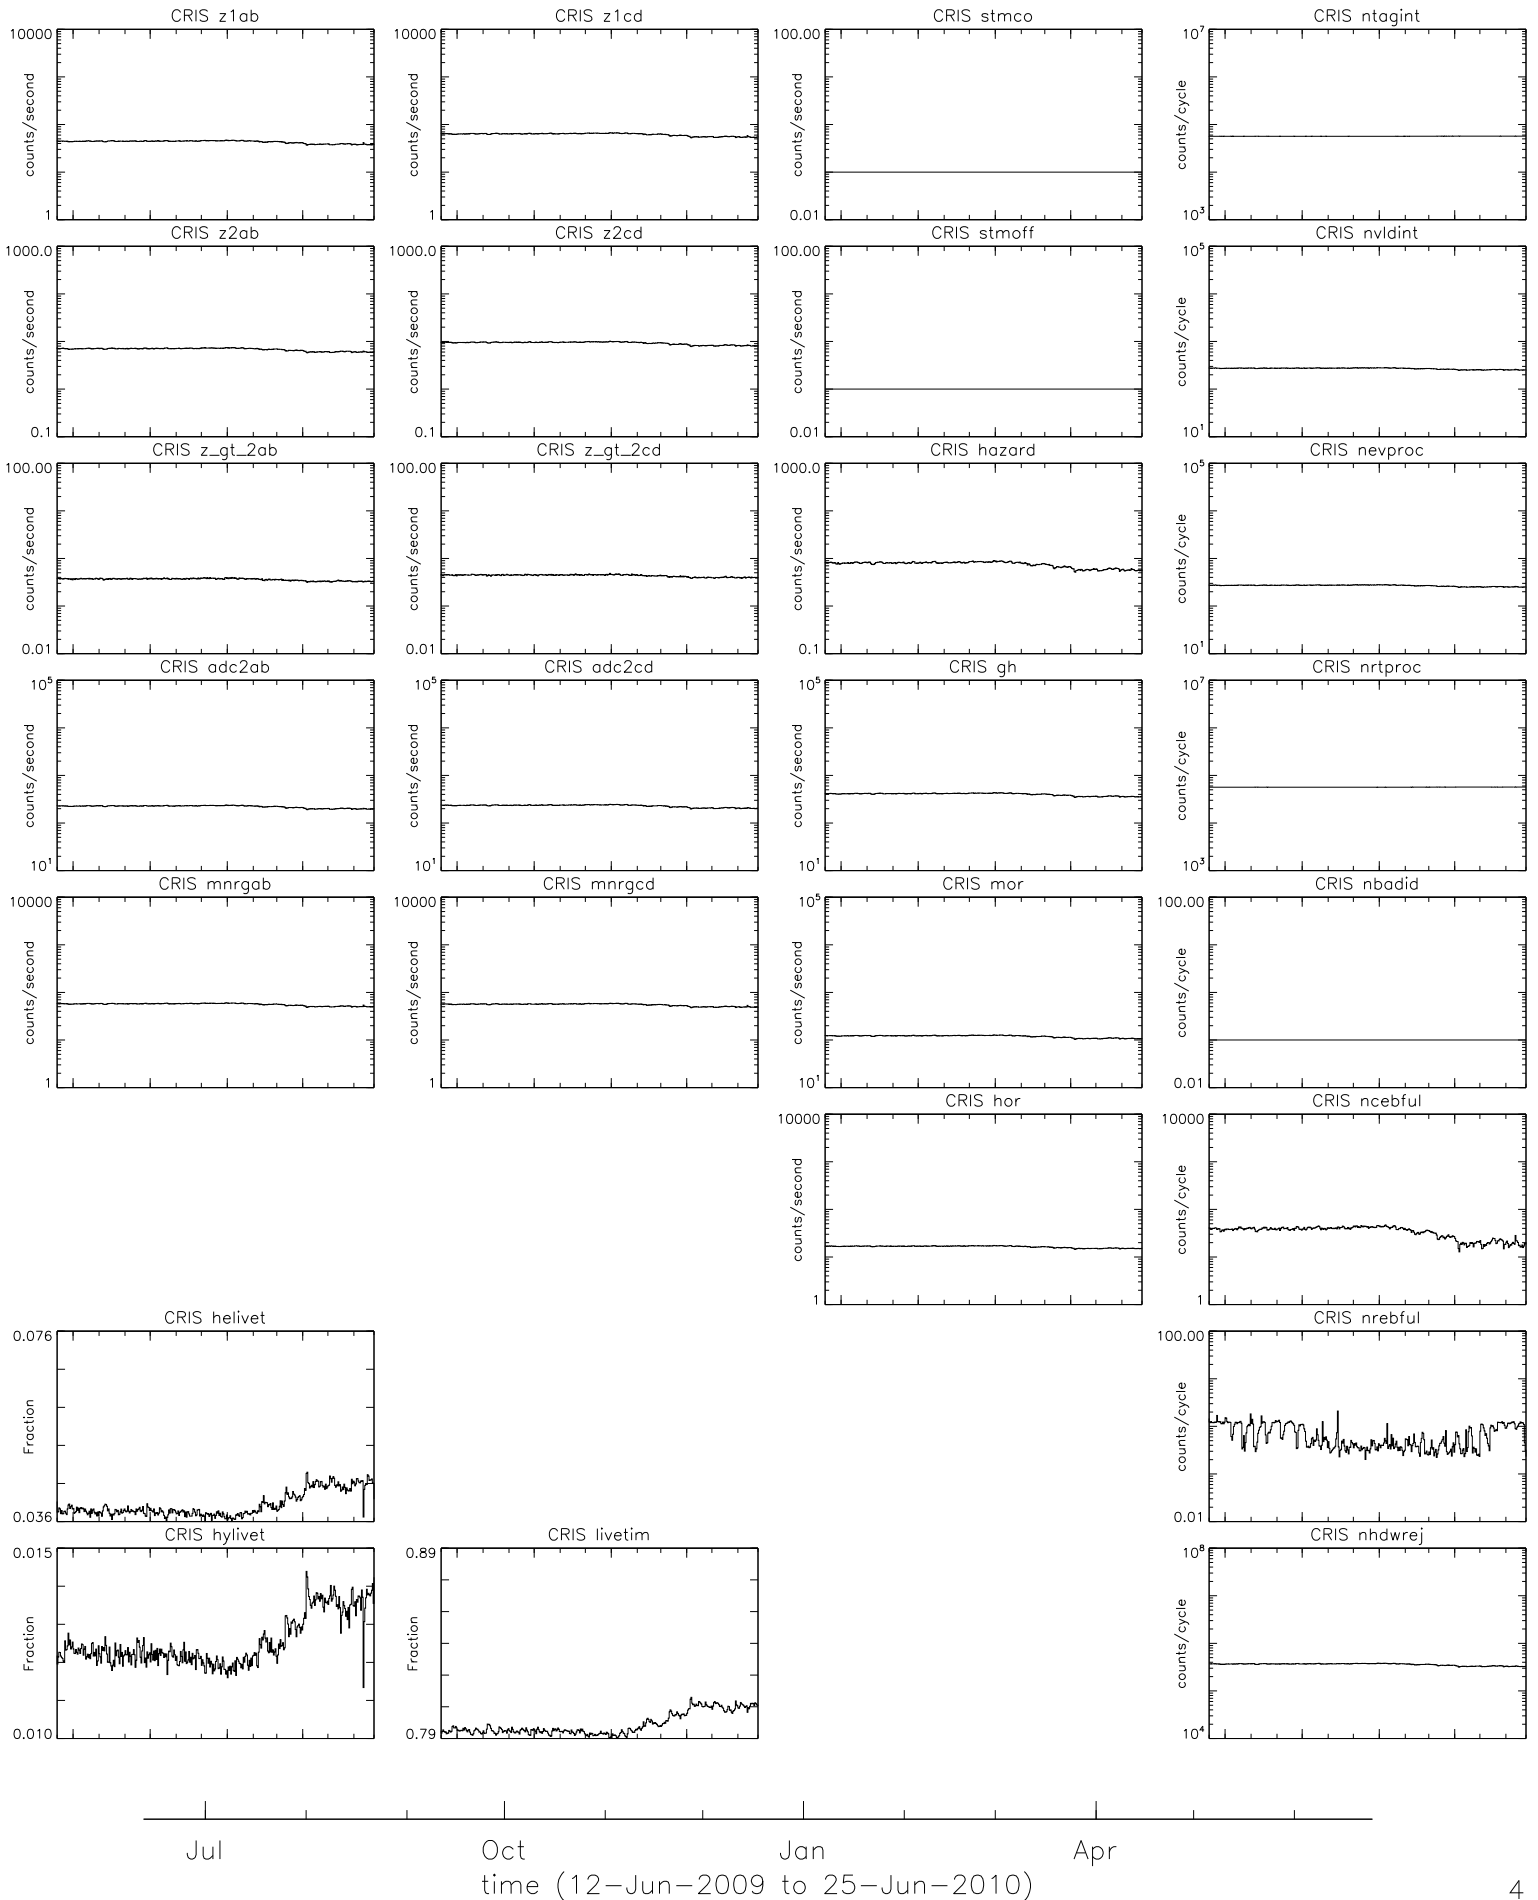 CRIS z1ab
CRIS z1cd
CRIS stmco
CRIS ntagint
10000
counts/second
1
10000
counts/second
1
100.00
counts/second
0.01
10⁷
counts/cycle
10³
CRIS z2ab
CRIS z2cd
CRIS stmoff
CRIS nvldint
1000.0
counts/second
0.1
1000.0
counts/second
0.1
100.00
counts/second
0.01
10⁵
counts/cycle
10¹
CRIS z_gt_2ab
CRIS z_gt_2cd
CRIS hazard
CRIS nevproc
100.00
counts/second
0.01
100.00
counts/second
0.01
1000.0
counts/second
0.1
10⁵
counts/cycle
10¹
CRIS adc2ab
CRIS adc2cd
CRIS gh
CRIS nrtproc
10⁵
counts/second
10¹
10⁵
counts/second
10¹
10⁵
counts/second
10¹
10⁷
counts/cycle
10³
CRIS mnrgab
CRIS mnrgcd
CRIS mor
CRIS nbadid
10000
counts/second
1
10000
counts/second
1
10⁵
counts/second
10¹
100.00
counts/cycle
0.01
CRIS hor
CRIS ncebful
10000
counts/second
1
10000
counts/cycle
1
CRIS helivet
CRIS nrebful
0.076
Fraction
0.036
100.00
counts/cycle
0.01
CRIS hylivet
CRIS livetim
CRIS nhdwrej
0.015
Fraction
0.010
0.89
Fraction
0.79
10⁸
counts/cycle
10⁴
Jul
Oct
Jan
Apr
time (12-Jun-2009 to 25-Jun-2010)
4